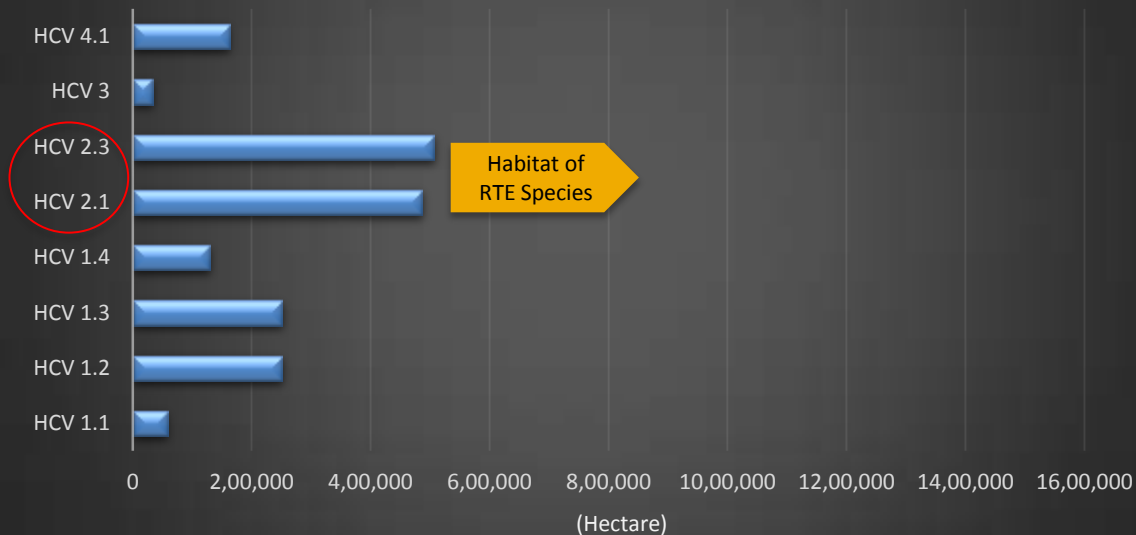 HCV 4.1
HCV 3
HCV 2.3
HCV 2.1
HCV 1.4
HCV 1.3
HCV 1.2
HCV 1.1
Habitat of
RTE Species
0 2,00,000 4,00,000 6,00,000 8,00,000 10,00,000 12,00,000 14,00,000 16,00,000
(Hectare)